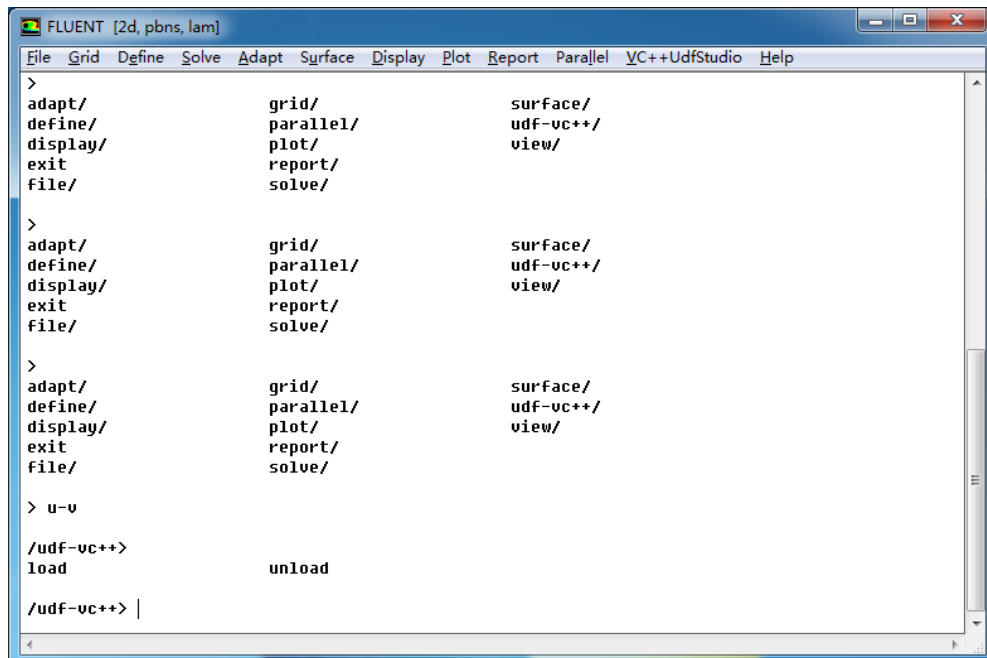 FLUENT [2d, pbns, lam]
File Grid Define Solve Adapt Surface Display Plot Report Parallel VC++UdfStudio Help
>
adapt/ grid/ surface/
define/ parallel/ udf-vc++/
display/ plot/ view/
exit report/
file/ solve/
>
adapt/ grid/ surface/
define/ parallel/ udf-vc++/
display/ plot/ view/
exit report/
file/ solve/
>
adapt/ grid/ surface/
define/ parallel/ udf-vc++/
display/ plot/ view/
exit report/
file/ solve/
> u-v
/udf-vc++>
load unload
/udf-vc++>